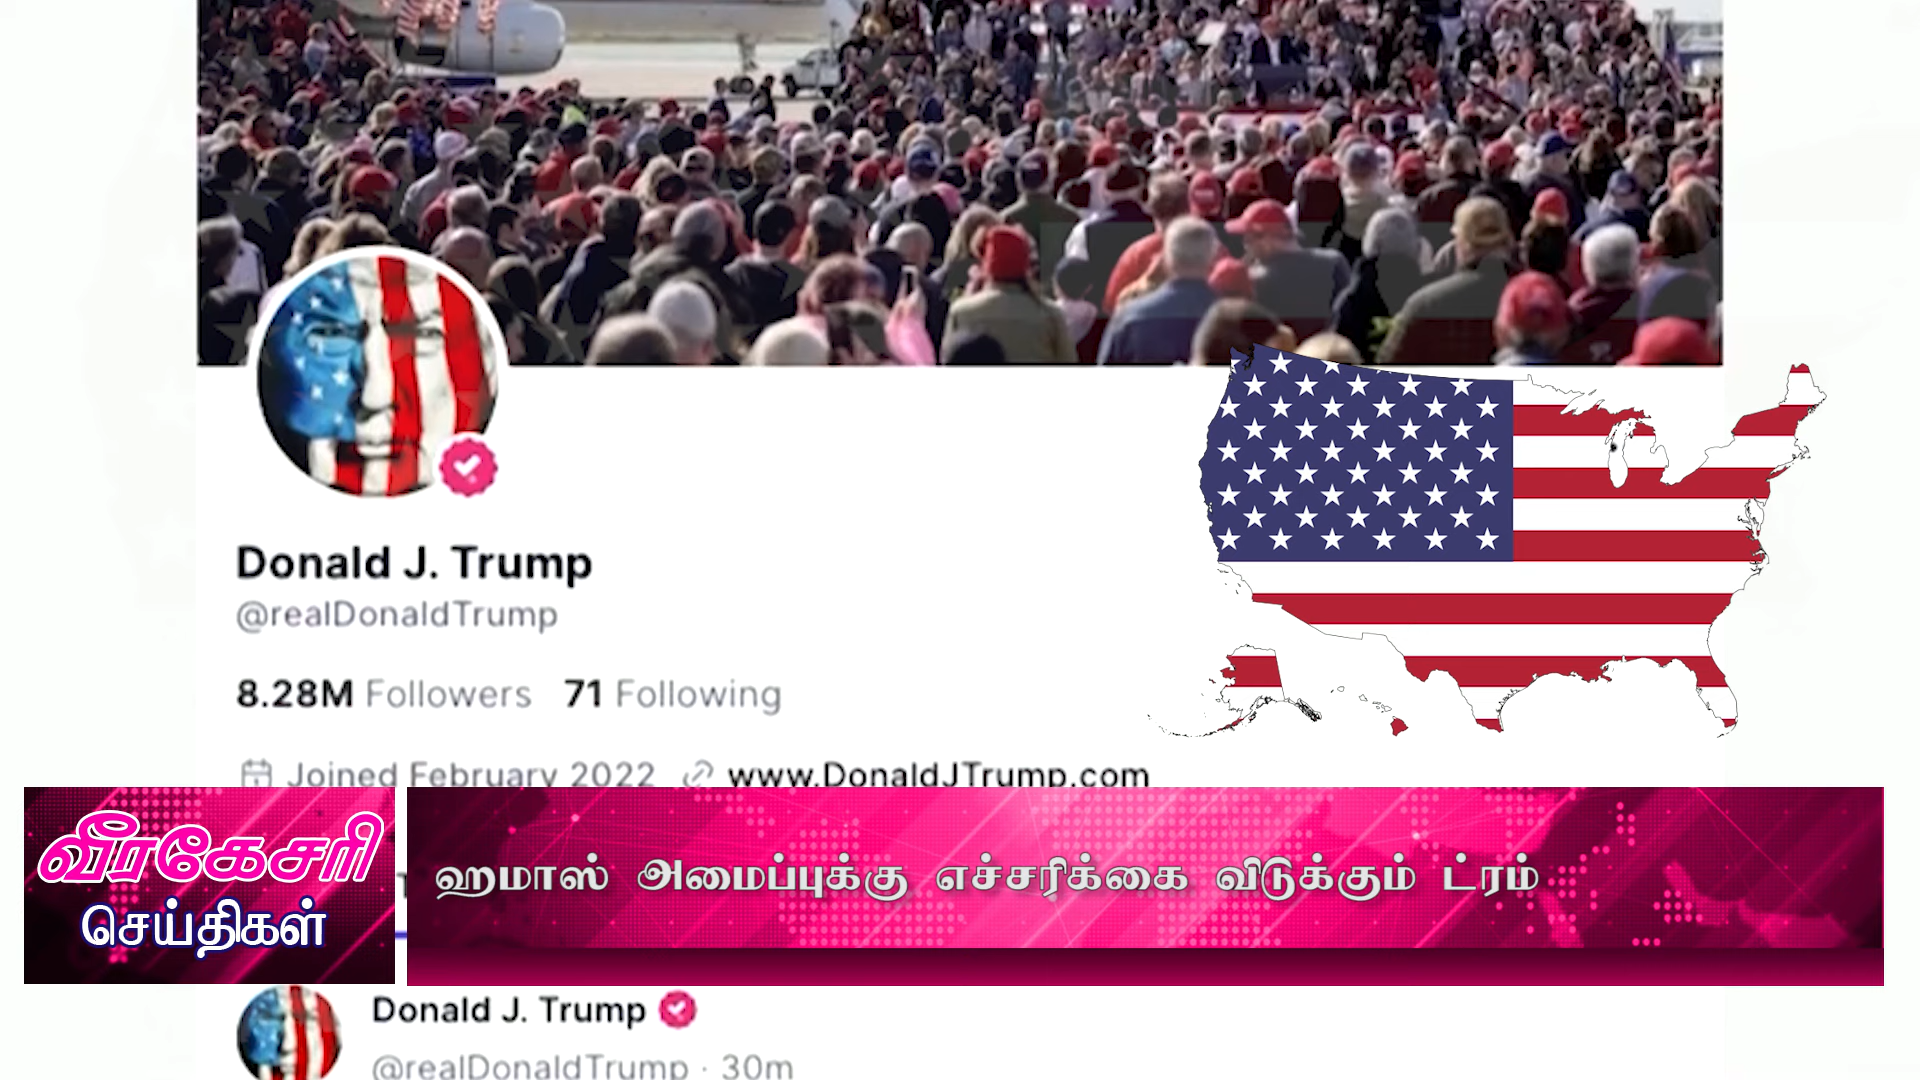 Donald J. Trump
@realDonaldTrump
8.28M Followers 71 Following
Joined February 2022 www.DonaldJTrump.com
வீரகேசரி
செய்திகள்
ஹமாஸ் அமைப்புக்கு எச்சரிக்கை விடுக்கும் ட்ரம்
Donald J. Trump
@realDonaldTrump · 30m